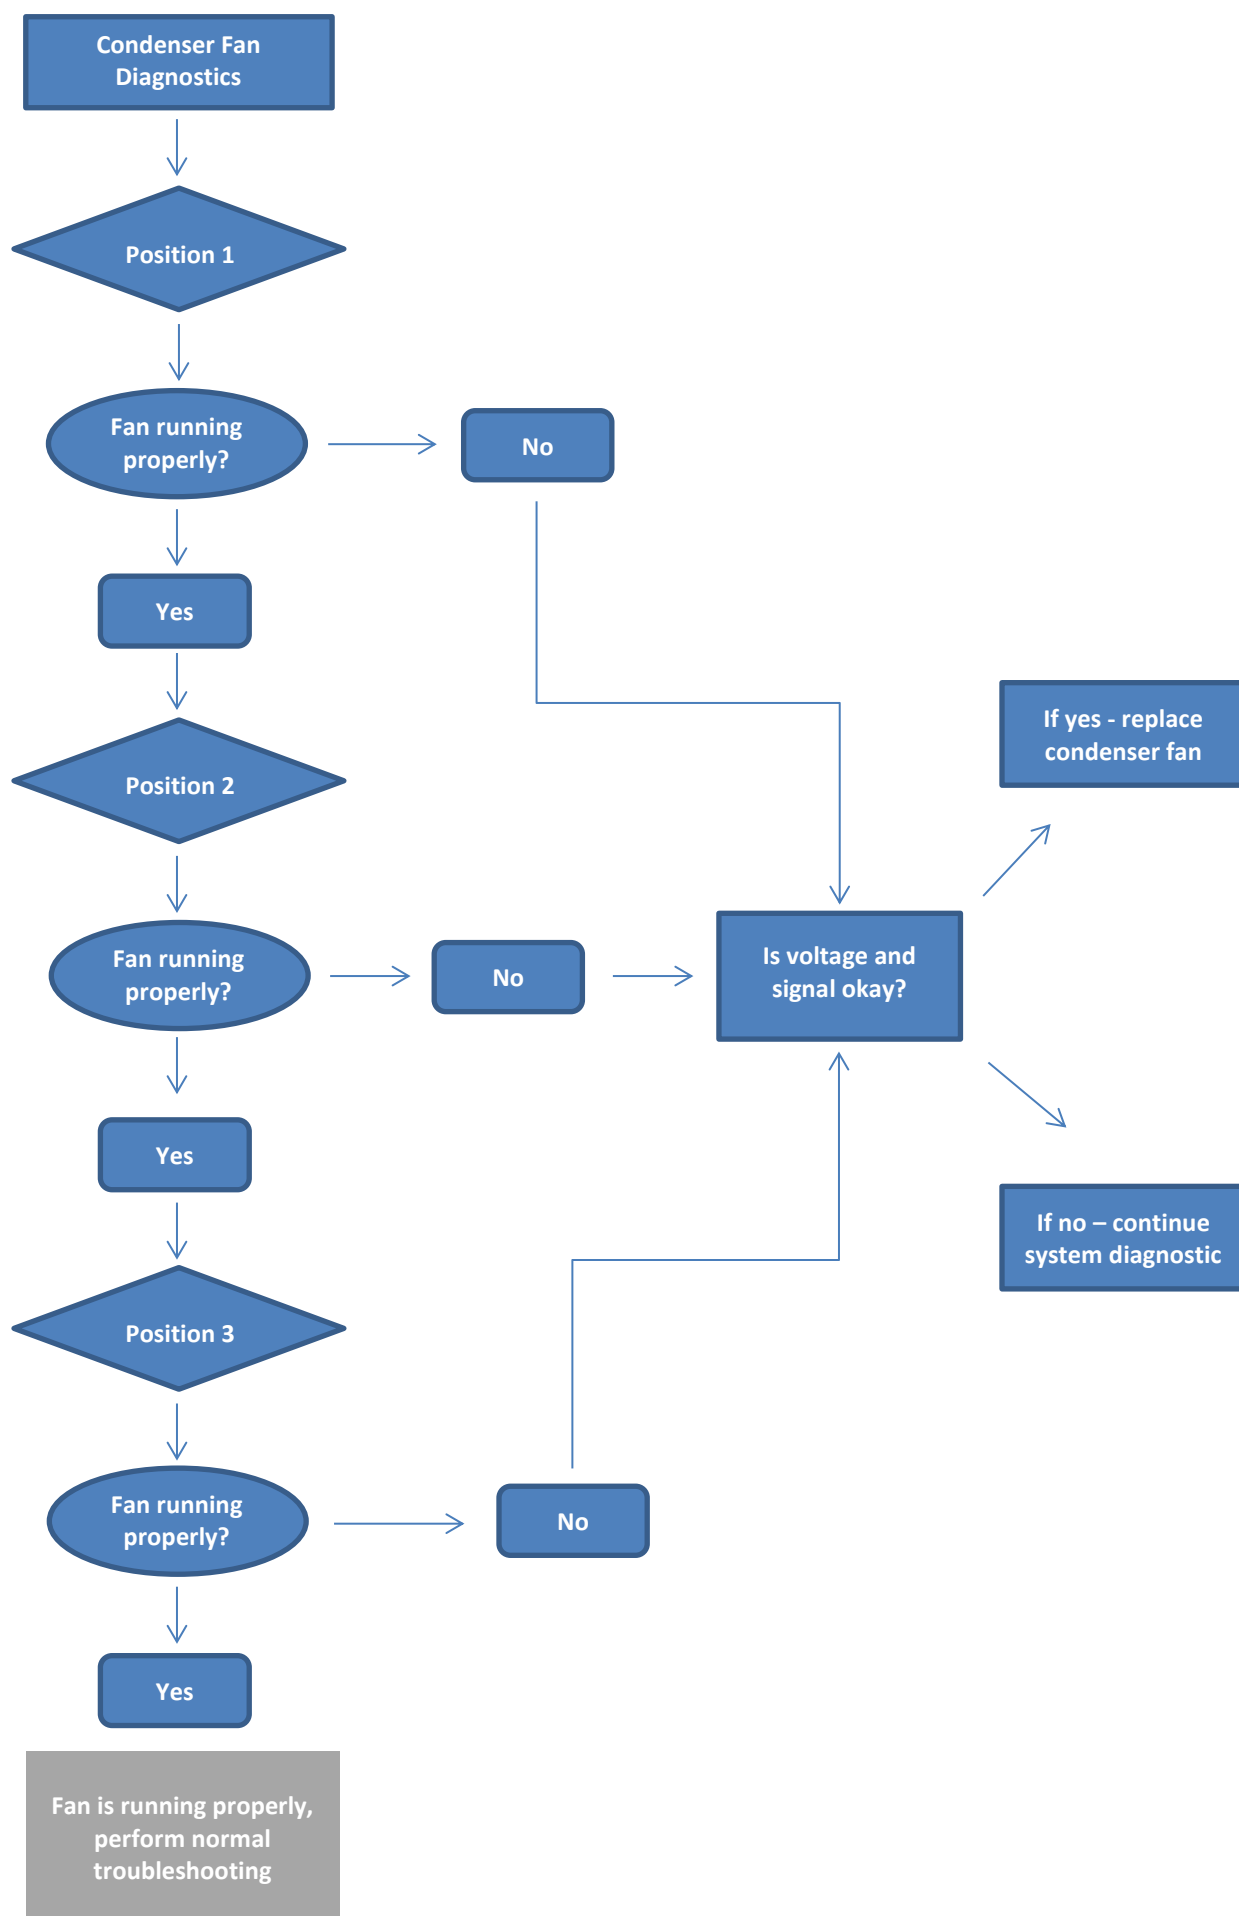 Condenser Fan
Diagnostics
Position 1
Fan running
properly?
No
Yes
Position 2
Fan running
properly?
No
Is voltage and
signal okay?
If yes - replace
condenser fan
If no – continue
system diagnostic
Yes
Position 3
Fan running
properly?
No
Yes
Fan is running properly,
perform normal
troubleshooting